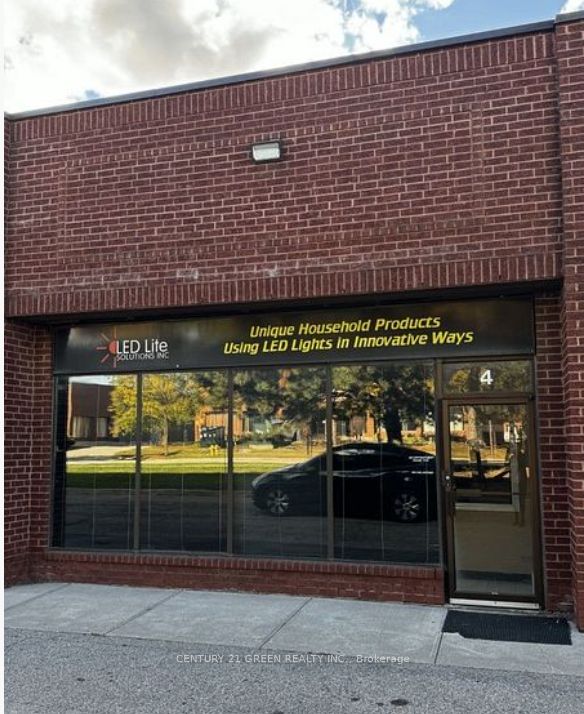 LED Lite
SOLUTIONS INC
Unique Household Products
Using LED Lights in Innovative Ways
4
CENTURY 21 GREEN REALTY INC., Brokerage